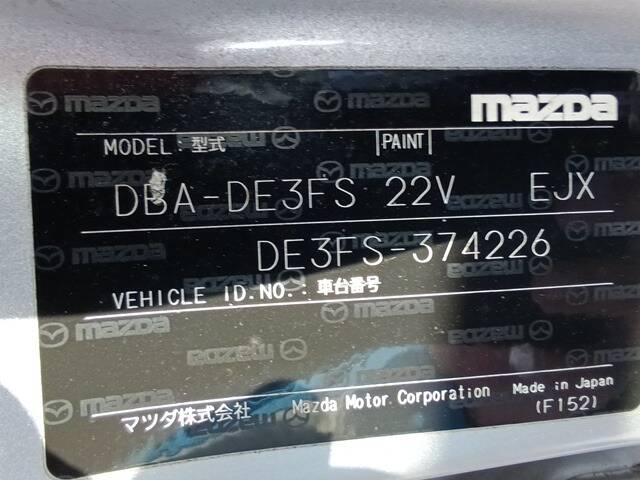 mazda
MODEL: 型式 PAINT
DBA-DE3FS 22V EJX
DE3FS-374226
VEHICLE ID.NO.: 車台番号
マツダ株式会社 Mazda Motor Corporation Made in Japan
(F152)